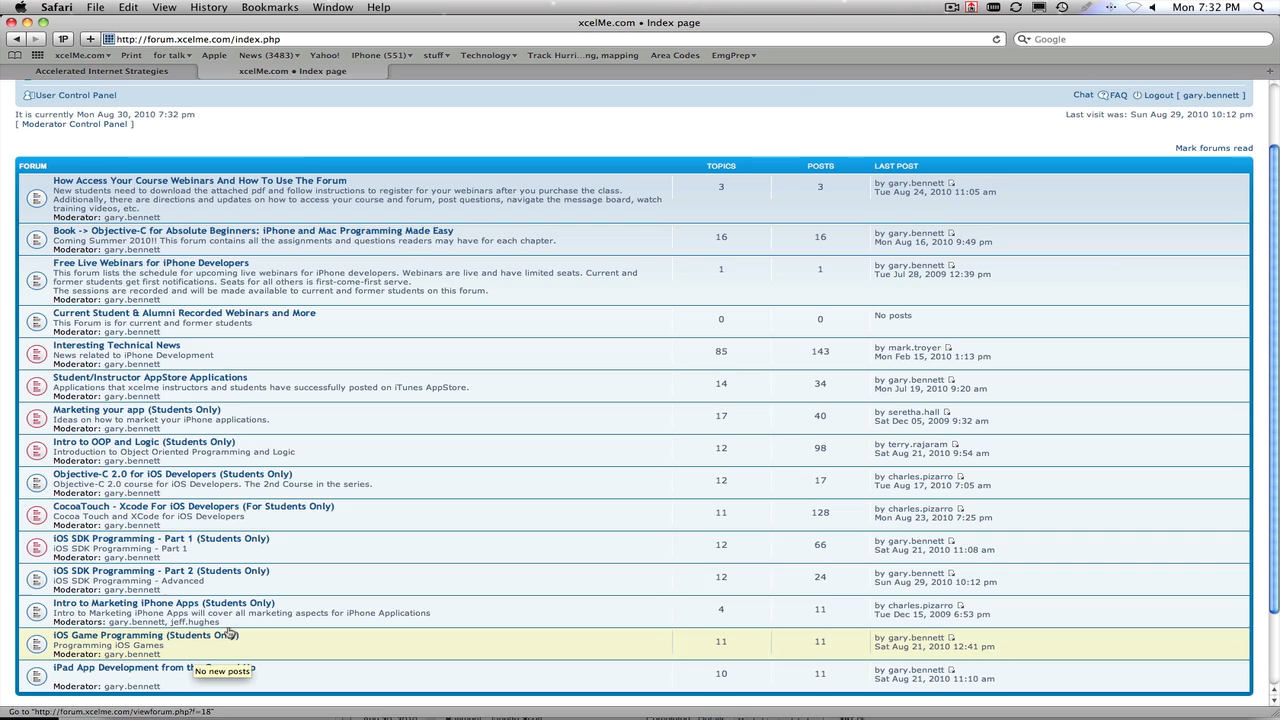 Safari File Edit View History Bookmarks Window Help Mon 7:32 PM
xcelMe.com • Index page
1P + http://forum.xcelme.com/index.php Google
xcelMe.com Print for talk Apple News (3483) Yahoo! IPhone (551) stuff Technology Track Hurri...ng, mapping Area Codes EmgPrep
Accelerated Internet Strategies xcelMe.com • Index page
User Control Panel Chat FAQ Logout [ gary.bennett ]
It is currently Mon Aug 30, 2010 7:32 pm Last visit was: Sun Aug 29, 2010 10:12 pm
[ Moderator Control Panel ]
Mark forums read
FORUM TOPICS POSTS LAST POST
How Access Your Course Webinars And How To Use The Forum 3 3 by gary.bennett
New students need to download the attached pdf and follow instructions to register for your webinars after you purchase the class. Tue Aug 24, 2010 11:05 am
Additionally, there are directions and updates on how to access your course and forum, post questions, navigate the message board, watch
training videos, etc.
Moderator: gary.bennett
Book -> Objective-C for Absolute Beginners: iPhone and Mac Programming Made Easy 16 16 by gary.bennett
Coming Summer 2010!! This forum contains all the assignments and questions readers may have for each chapter. Mon Aug 16, 2010 9:49 pm
Moderator: gary.bennett
Free Live Webinars for iPhone Developers 1 1 by gary.bennett
This forum lists the schedule for upcoming live webinars for iPhone developers. Webinars are live and have limited seats. Current and Tue Jul 28, 2009 12:39 pm
former students get first notifications. Seats for all others is first-come-first serve.
The sessions are recorded and will be made available to current and former students on this forum.
Moderator: gary.bennett
Current Student & Alumni Recorded Webinars and More 0 0 No posts
This Forum is for current and former students
Moderator: gary.bennett
Interesting Technical News 85 143 by mark.troyer
News related to iPhone Development Mon Feb 15, 2010 1:13 pm
Moderator: gary.bennett
Student/Instructor AppStore Applications 14 34 by gary.bennett
Applications that xcelme instructors and students have successfully posted on iTunes AppStore. Mon Jul 19, 2010 9:20 am
Moderator: gary.bennett
Marketing your app (Students Only) 17 40 by seretha.hall
Ideas on how to market your iPhone applications. Sat Dec 05, 2009 9:32 am
Moderator: gary.bennett
Intro to OOP and Logic (Students Only) 12 98 by terry.rajaram
Introduction to Object Oriented Programming and Logic Sat Aug 21, 2010 9:54 am
Moderator: gary.bennett
Objective-C 2.0 for iOS Developers (Students Only) 12 17 by charles.pizarro
Objective-C 2.0 course for iOS Developers. The 2nd Course in the series. Tue Aug 17, 2010 7:05 am
Moderator: gary.bennett
CocoaTouch - Xcode For iOS Developers (For Students Only) 11 128 by charles.pizarro
Cocoa Touch and XCode for iOS Developers Mon Aug 23, 2010 7:25 pm
Moderator: gary.bennett
iOS SDK Programming - Part 1 (Students Only) 12 66 by gary.bennett
iOS SDK Programming - Part 1 Sat Aug 21, 2010 11:08 am
Moderator: gary.bennett
iOS SDK Programming - Part 2 (Students Only) 12 24 by gary.bennett
iOS SDK Programming - Advanced Sun Aug 29, 2010 10:12 pm
Moderator: gary.bennett
Intro to Marketing iPhone Apps (Students Only) 4 11 by charles.pizarro
Intro to Marketing iPhone Apps will cover all marketing aspects for iPhone Applications Tue Dec 15, 2009 6:53 pm
Moderators: gary.bennett, jeff.hughes
iOS Game Programming (Students Only) 11 11 by gary.bennett
Programming iOS Games Sat Aug 21, 2010 12:41 pm
Moderator: gary.bennett
iPad App Development from 10 11 by gary.bennett
No new posts Sat Aug 21, 2010 11:10 am
Moderator: gary.bennett
Go to "http://forum.xcelme.com/viewforum.php?f=18"